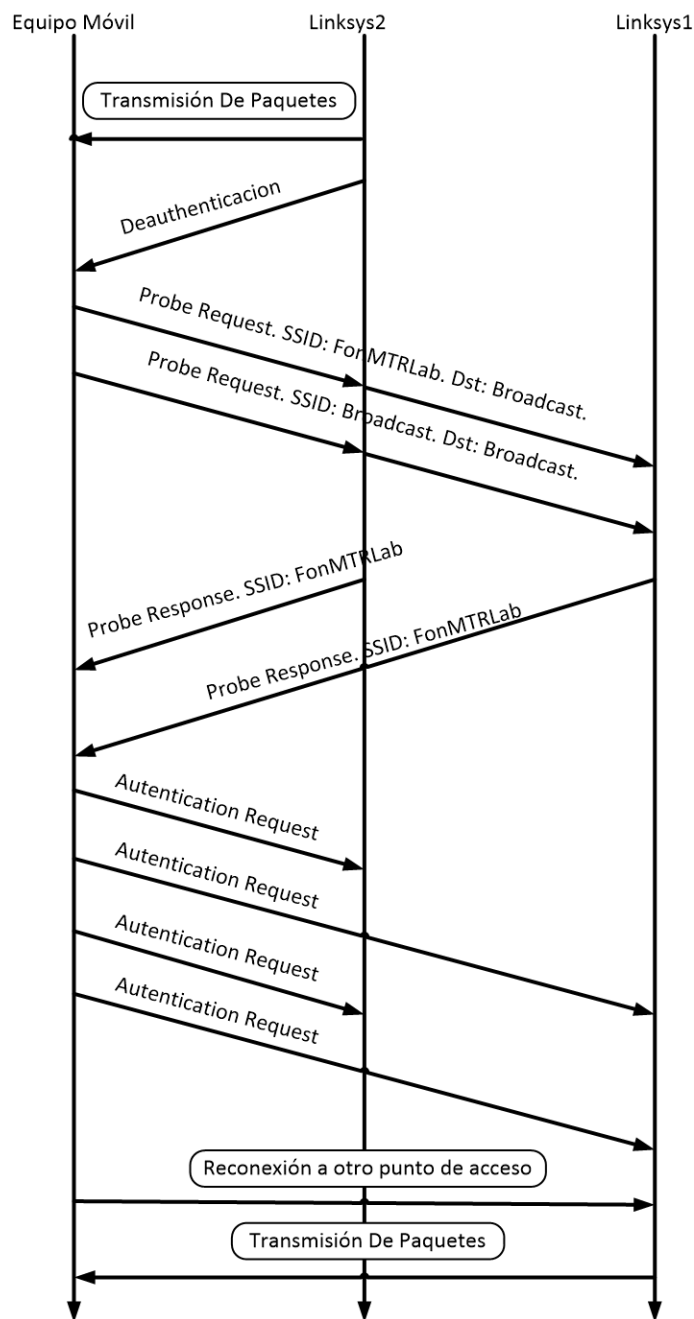 Equipo Móvil
Linksys2
Linksys1
Transmisión De Paquetes
Deauthenticacion
Probe Request. SSID: FonMTRLab. Dst: Broadcast.
Probe Request. SSID: Broadcast. Dst: Broadcast.
Probe Response. SSID: FonMTRLab
Probe Response. SSID: FonMTRLab
Autentication Request
Autentication Request
Autentication Request
Autentication Request
Reconexión a otro punto de acceso
Transmisión De Paquetes